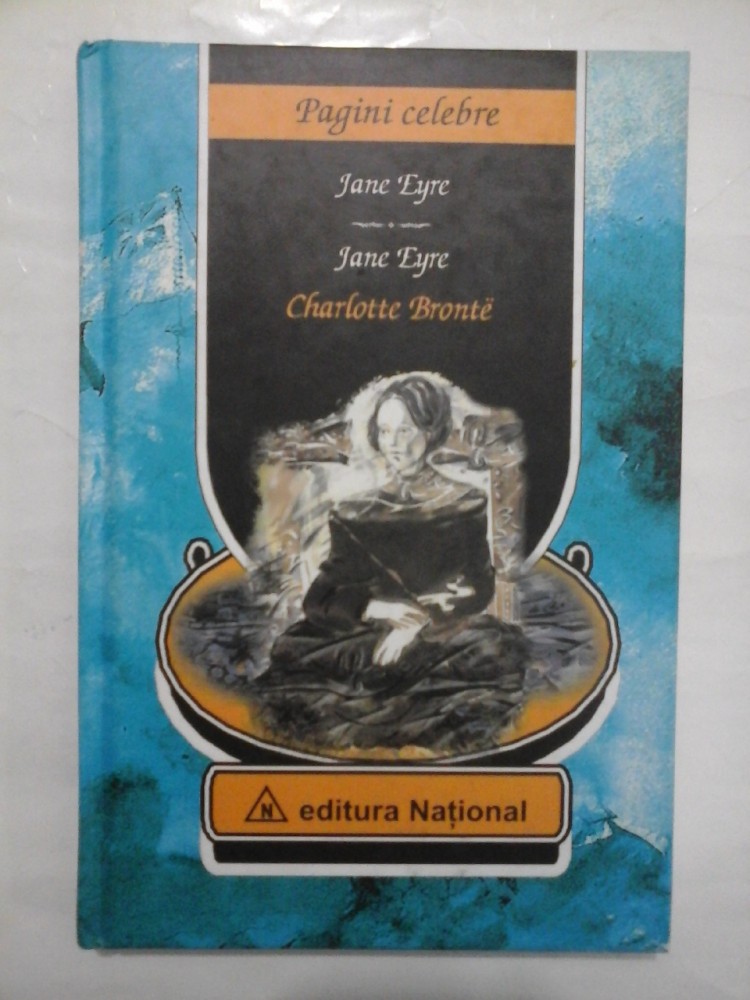 Pagini celebre
Jane Eyre
Jane Eyre
Charlotte Brontë
N editura Național